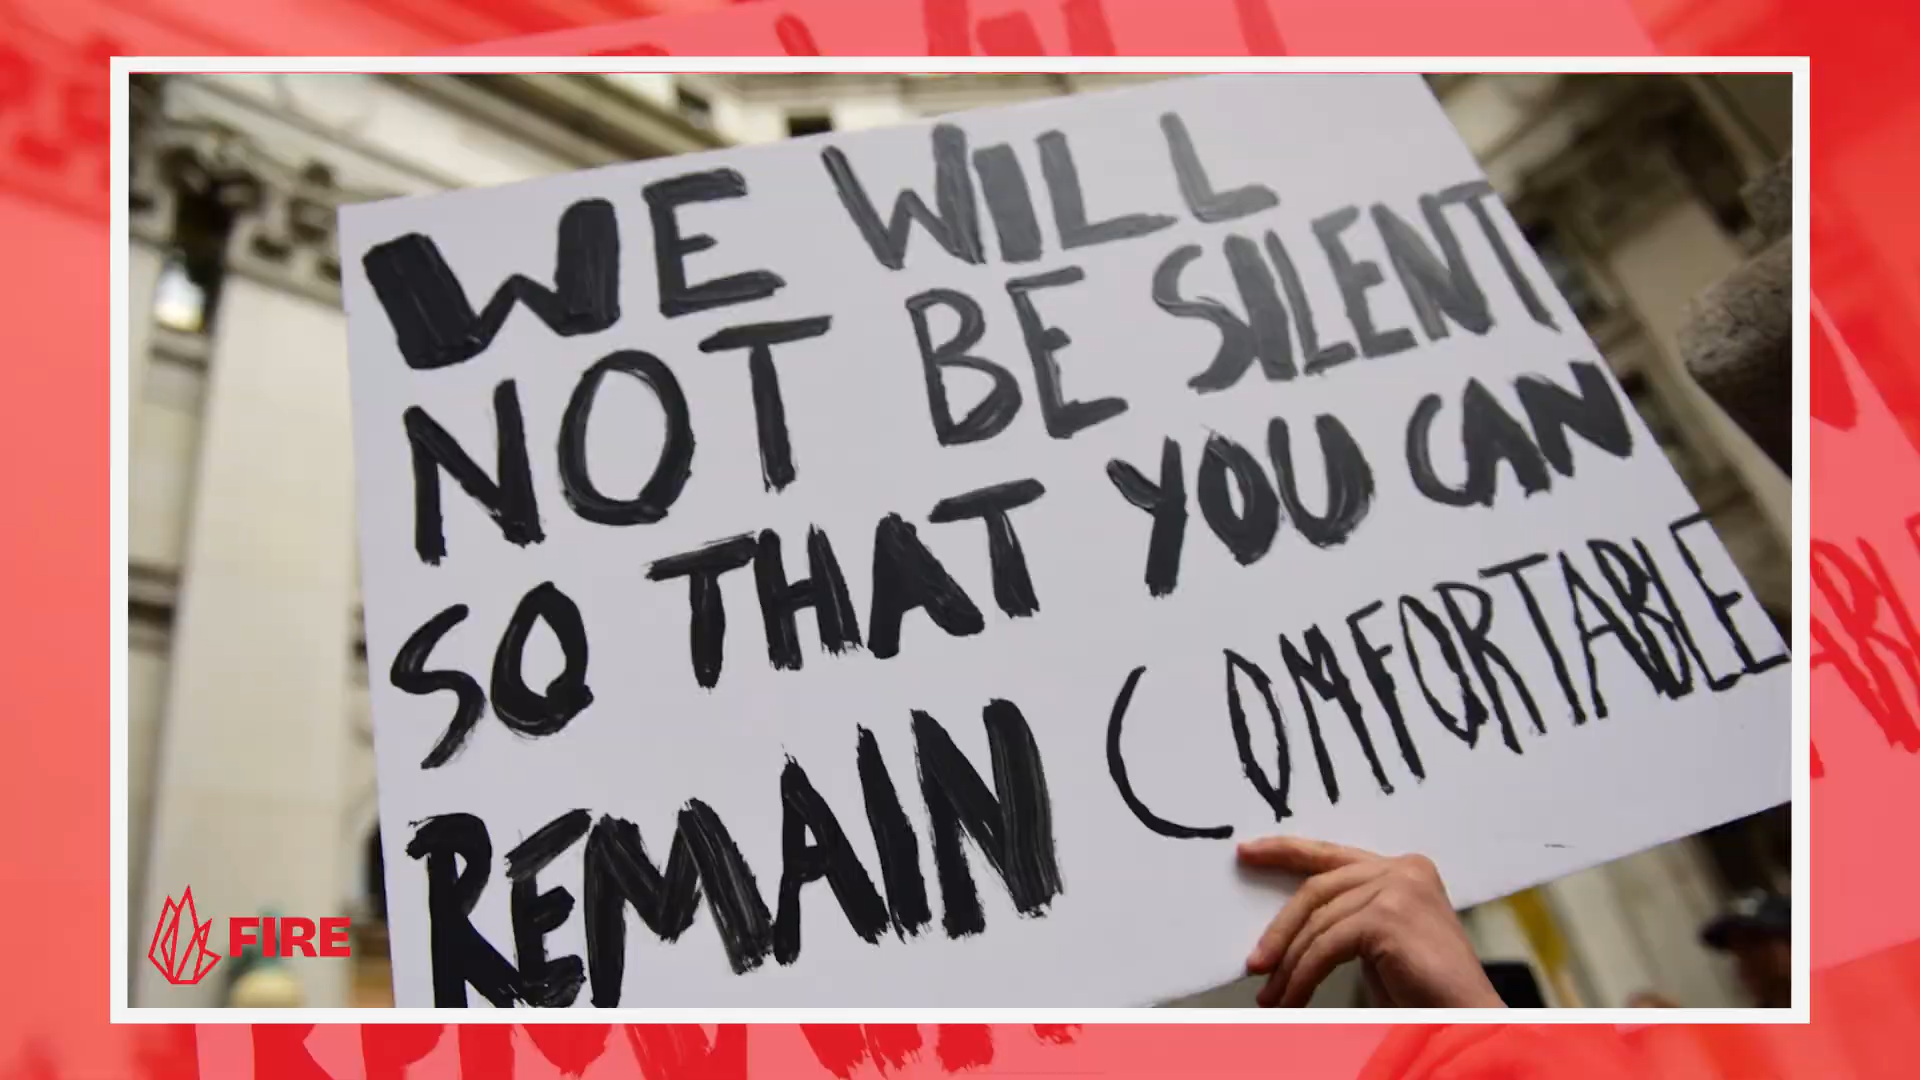 WE WILL
NOT BE SILENT
SO THAT YOU CAN
REMAIN COMFORTABLE
FIRE